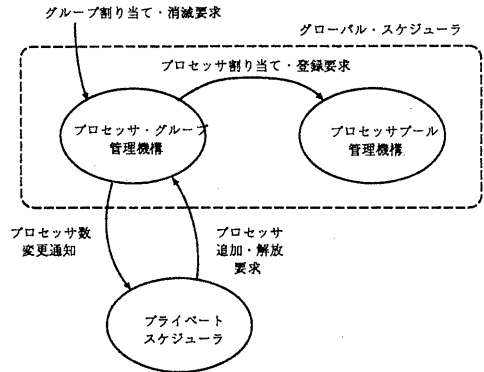 グループ割り当て・消滅要求
グローバル・スケジューラ
プロセッサ割り当て・登録要求
プロセッサ・グループ
管理機構
プロセッサプール
管理機構
プロセッサ数
変更通知
プロセッサ
追加・解放
要求
プライベート
スケジューラ